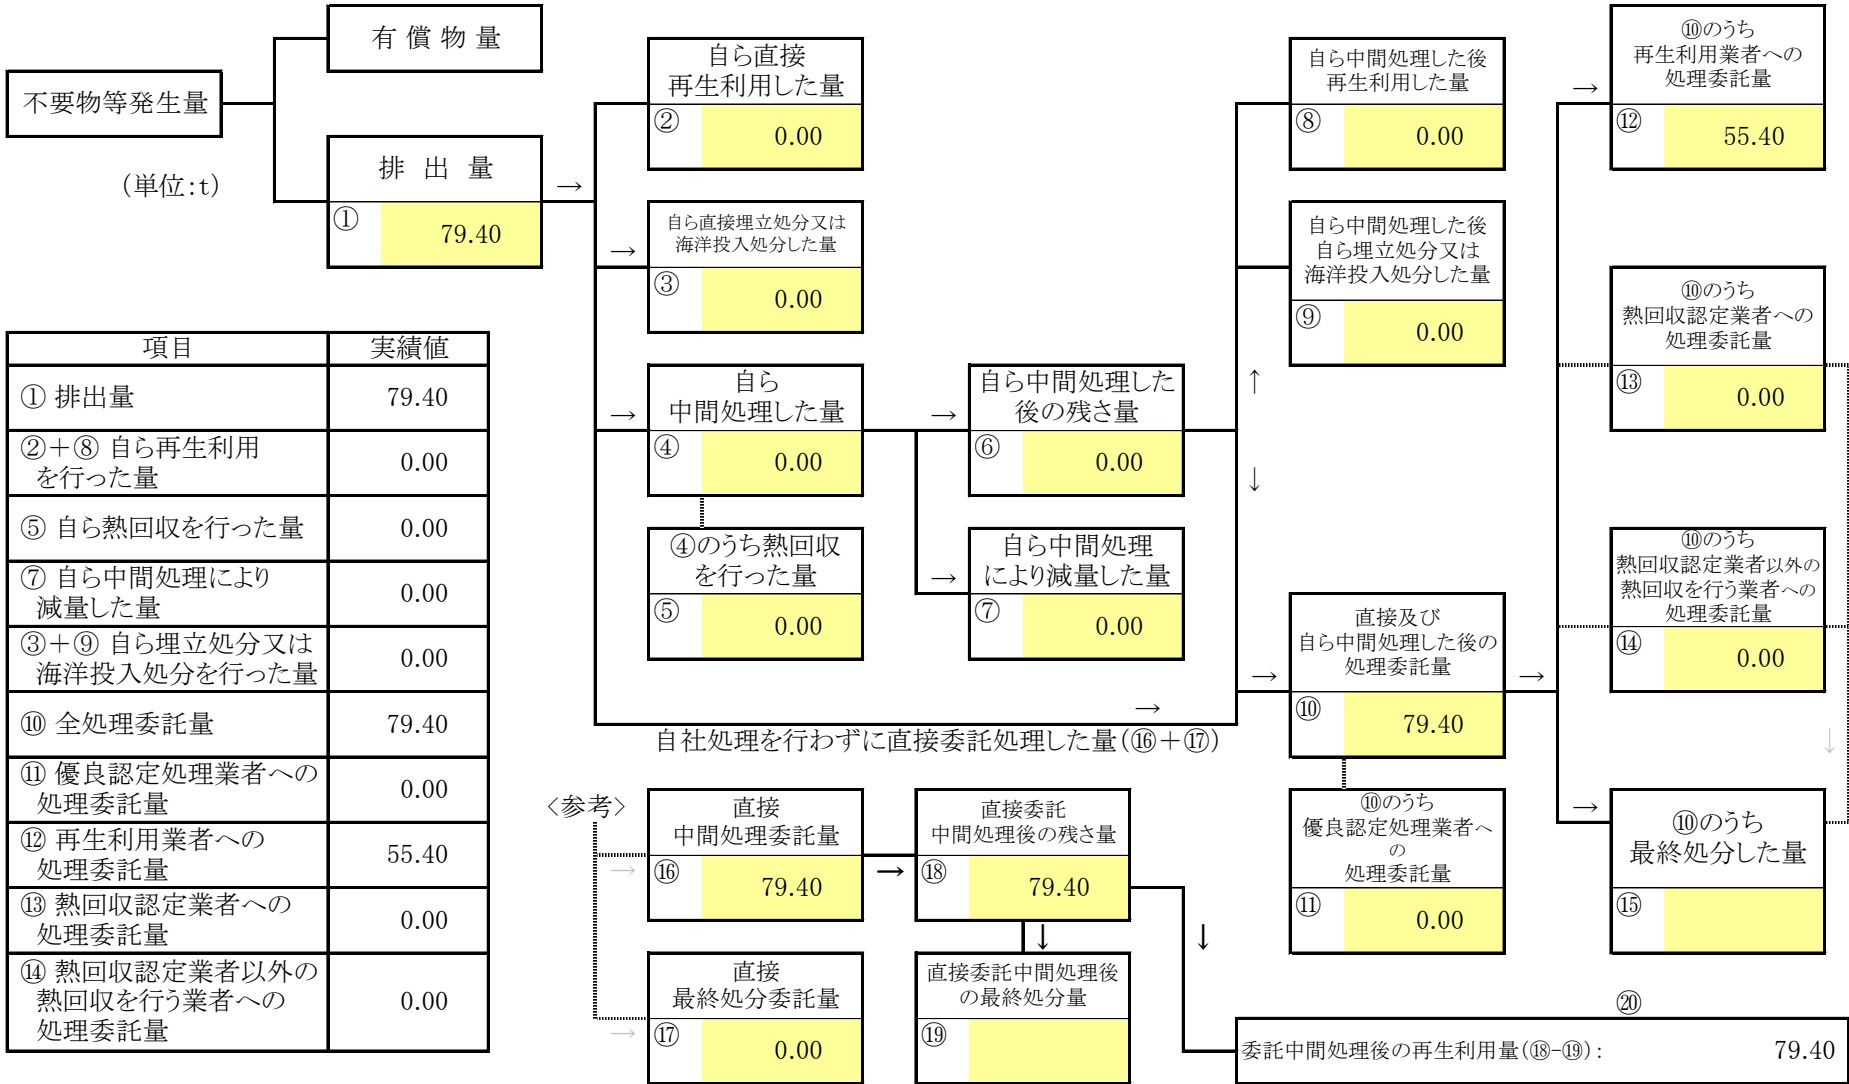 有 償 物 量
不要物等発生量
(単位:t)
排 出 量
→
①
79.40
自ら直接
再生利用した量
②
0.00
→
自ら直接埋立処分又は
海洋投入処分した量
③
0.00
→
自ら
中間処理した量
④
0.00
④のうち熱回収
を行った量
⑤
0.00
→
自ら中間処理した
後の残さ量
⑥
0.00
→
自ら中間処理
により減量した量
⑦
0.00
自ら中間処理した後
再生利用した量
⑧
0.00
自ら中間処理した後
自ら埋立処分又は
海洋投入処分した量
⑨
0.00
↑
↓
→
自社処理を行わずに直接委託処理した量(⑯+⑰)
→
直接及び
自ら中間処理した後の
処理委託量
⑩
79.40
→
⑩のうち
優良認定処理業者へ
の
処理委託量
⑪
0.00
→
⑩のうち
再生利用業者への
処理委託量
⑫
55.40
⑩のうち
熱回収認定業者への
処理委託量
⑬
0.00
⑩のうち
熱回収認定業者以外の
熱回収を行う業者への
処理委託量
⑭
0.00
↓
→
⑩のうち
最終処分した量
⑮
項目 実績値
① 排出量 79.40
②+⑧ 自ら再生利用
を行った量 0.00
⑤ 自ら熱回収を行った量 0.00
⑦ 自ら中間処理により
減量した量 0.00
③+⑨ 自ら埋立処分又は
海洋投入処分を行った量 0.00
⑩ 全処理委託量 79.40
⑪ 優良認定処理業者への
処理委託量 0.00
⑫ 再生利用業者への
処理委託量 55.40
⑬ 熱回収認定業者への
処理委託量 0.00
⑭ 熱回収認定業者以外の
熱回収を行う業者への
処理委託量 0.00
<参考>
→
直接
中間処理委託量
⑯
79.40
→
直接委託
中間処理後の残さ量
⑱
79.40
↓
↓
→
直接
最終処分委託量
⑰
0.00
直接委託中間処理後
の最終処分量
⑲
⑳
委託中間処理後の再生利用量(⑱-⑲): 79.40